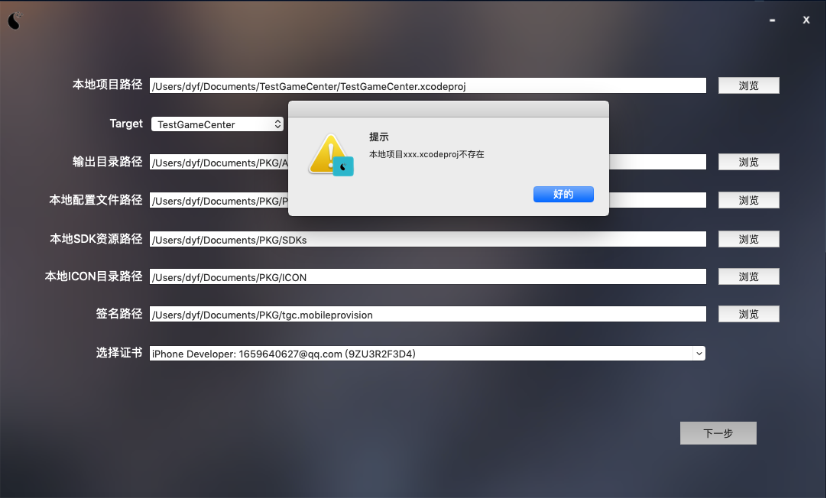 - x
本地项目路径 /Users/dyf/Documents/TestGameCenter/TestGameCenter.xcodeproj 浏览
Target TestGameCenter
提示
本地项目xxx.xcodeproj不存在
好的
输出目录路径 /Users/dyf/Documents/PKG/A 浏览
本地配置文件路径 /Users/dyf/Documents/PKG/P 浏览
本地SDK资源路径 /Users/dyf/Documents/PKG/SDKs 浏览
本地ICON目录路径 /Users/dyf/Documents/PKG/ICON 浏览
签名路径 /Users/dyf/Documents/PKG/tgc.mobileprovision 浏览
选择证书 iPhone Developer: 1659640627@qq.com (9ZU3R2F3D4)
下一步